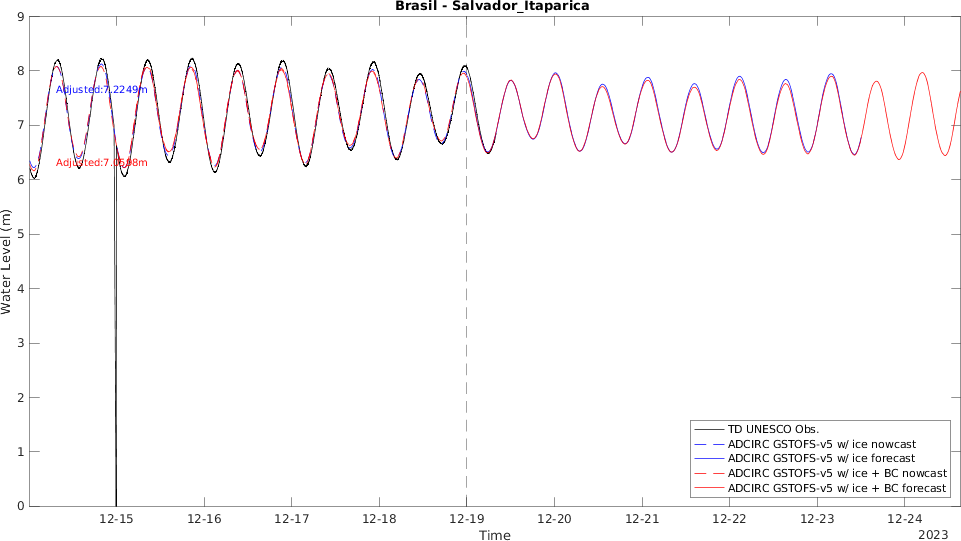 Brasil - Salvador_Itaparica
9
8
7
6
5
4
3
2
1
0
Water Level (m)
Adjusted:7.2249m
12-15
12-16
12-17
12-18
12-19
12-20
12-21
12-22
12-23
12-24
2023
Time
TD UNESCO Obs.
ADCIRC GSTOFS-v5 w/ ice nowcast
ADCIRC GSTOFS-v5 w/ ice forecast
ADCIRC GSTOFS-v5 w/ ice + BC nowcast
ADCIRC GSTOFS-v5 w/ ice + BC forecast